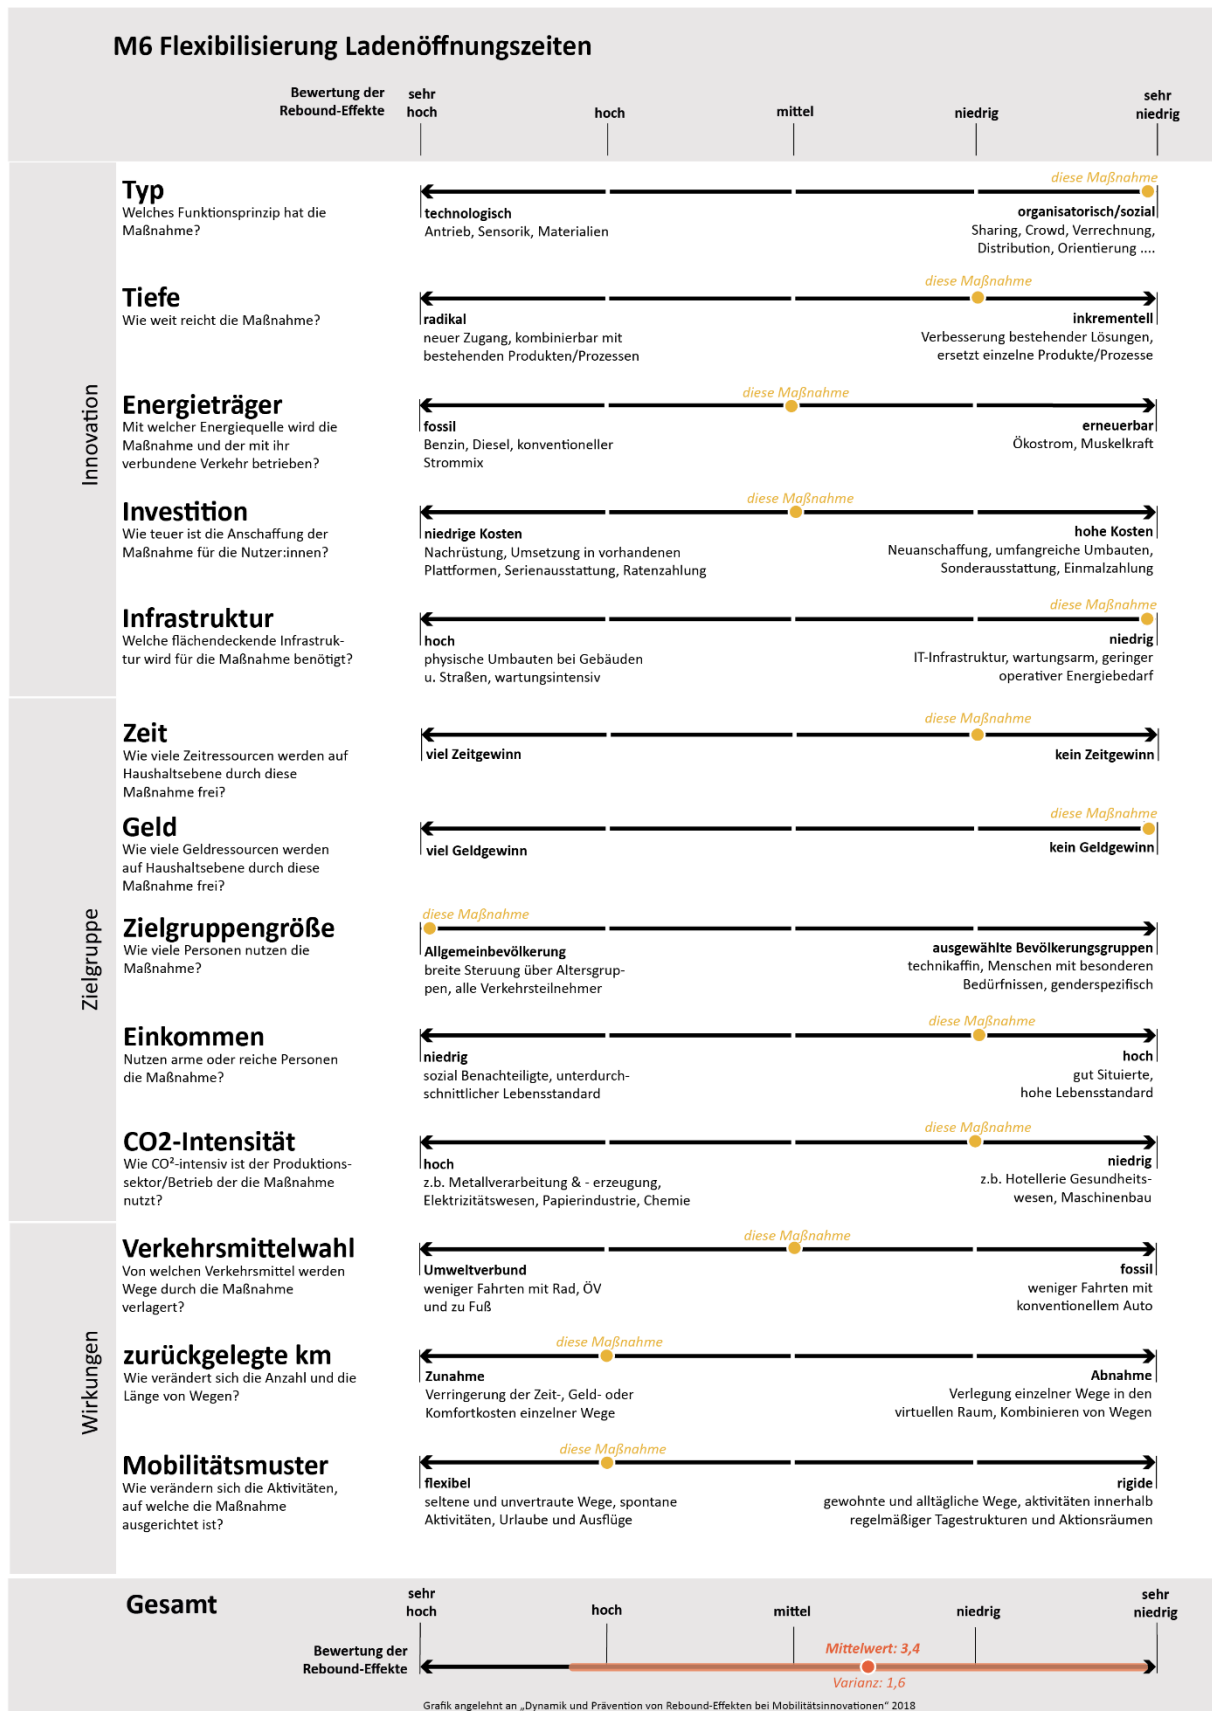 M6 Flexibilisierung Ladenöffnungszeiten
Bewertung der
Rebound-Effekte
sehr
hoch
hoch
mittel
niedrig
sehr
niedrig
Innovation
Typ
Welches Funktionsprinzip hat die
Maßnahme?
diese Maßnahme
technologisch
Antrieb, Sensorik, Materialien
organisatorisch/sozial
Sharing, Crowd, Verrechnung,
Distribution, Orientierung ....
Tiefe
Wie weit reicht die Maßnahme?
diese Maßnahme
radikal
neuer Zugang, kombinierbar mit
bestehenden Produkten/Prozessen
inkrementell
Verbesserung bestehender Lösungen,
ersetzt einzelne Produkte/Prozesse
Energieträger
Mit welcher Energiequelle wird die
Maßnahme und der mit ihr
verbundene Verkehr betrieben?
diese Maßnahme
fossil
Benzin, Diesel, konventioneller
Strommix
erneuerbar
Ökostrom, Muskelkraft
Investition
Wie teuer ist die Anschaffung der
Maßnahme für die Nutzer:innen?
diese Maßnahme
niedrige Kosten
Nachrüstung, Umsetzung in vorhandenen
Plattformen, Serienausstattung, Ratenzahlung
hohe Kosten
Neuanschaffung, umfangreiche Umbauten,
Sonderausstattung, Einmalzahlung
Infrastruktur
Welche flächendeckende Infrastruk-
tur wird für die Maßnahme benötigt?
diese Maßnahme
hoch
physische Umbauten bei Gebäuden
u. Straßen, wartungsintensiv
niedrig
IT-Infrastruktur, wartungsarm, geringer
operativer Energiebedarf
Zielgruppe
Zeit
Wie viele Zeitressourcen werden auf
Haushaltsebene durch diese
Maßnahme frei?
diese Maßnahme
viel Zeitgewinn
kein Zeitgewinn
Geld
Wie viele Geldressourcen werden
auf Haushaltsebene durch diese
Maßnahme frei?
diese Maßnahme
viel Geldgewinn
kein Geldgewinn
Zielgruppengröße
Wie viele Personen nutzen die
Maßnahme?
diese Maßnahme
Allgemeinbevölkerung
breite Steruung über Altersgrup-
pen, alle Verkehrsteilnehmer
ausgewählte Bevölkerungsgruppen
technikaffin, Menschen mit besonderen
Bedürfnissen, genderspezifisch
Einkommen
Nutzen arme oder reiche Personen
die Maßnahme?
diese Maßnahme
niedrig
sozial Benachteiligte, unterdurch-
schnittlicher Lebensstandard
hoch
gut Situierte,
hohe Lebensstandard
CO2-Intensität
Wie CO²-intensiv ist der Produktions-
sektor/Betrieb der die Maßnahme
nutzt?
diese Maßnahme
hoch
z.b. Metallverarbeitung & - erzeugung,
Elektrizitätswesen, Papierindustrie, Chemie
niedrig
z.b. Hotellerie Gesundheits-
wesen, Maschinenbau
Wirkungen
Verkehrsmittelwahl
Von welchen Verkehrsmittel werden
Wege durch die Maßnahme
verlagert?
diese Maßnahme
Umweltverbund
weniger Fahrten mit Rad, ÖV
und zu Fuß
fossil
weniger Fahrten mit
konventionellem Auto
zurückgelegte km
Wie verändert sich die Anzahl und die
Länge von Wegen?
diese Maßnahme
Zunahme
Verringerung der Zeit-, Geld- oder
Komfortkosten einzelner Wege
Abnahme
Verlegung einzelner Wege in den
virtuellen Raum, Kombinieren von Wegen
Mobilitätsmuster
Wie verändern sich die Aktivitäten,
auf welche die Maßnahme
ausgerichtet ist?
diese Maßnahme
flexibel
seltene und unvertraute Wege, spontane
Aktivitäten, Urlaube und Ausflüge
rigide
gewohnte und alltägliche Wege, aktivitäten innerhalb
regelmäßiger Tagestrukturen und Aktionsräumen
Gesamt
sehr
hoch
hoch
mittel
niedrig
sehr
niedrig
Bewertung der
Rebound-Effekte
Mittelwert: 3,4
Varianz: 1,6
Grafik angelehnt an „Dynamik und Prävention von Rebound-Effekten bei Mobilitätsinnovationen“ 2018